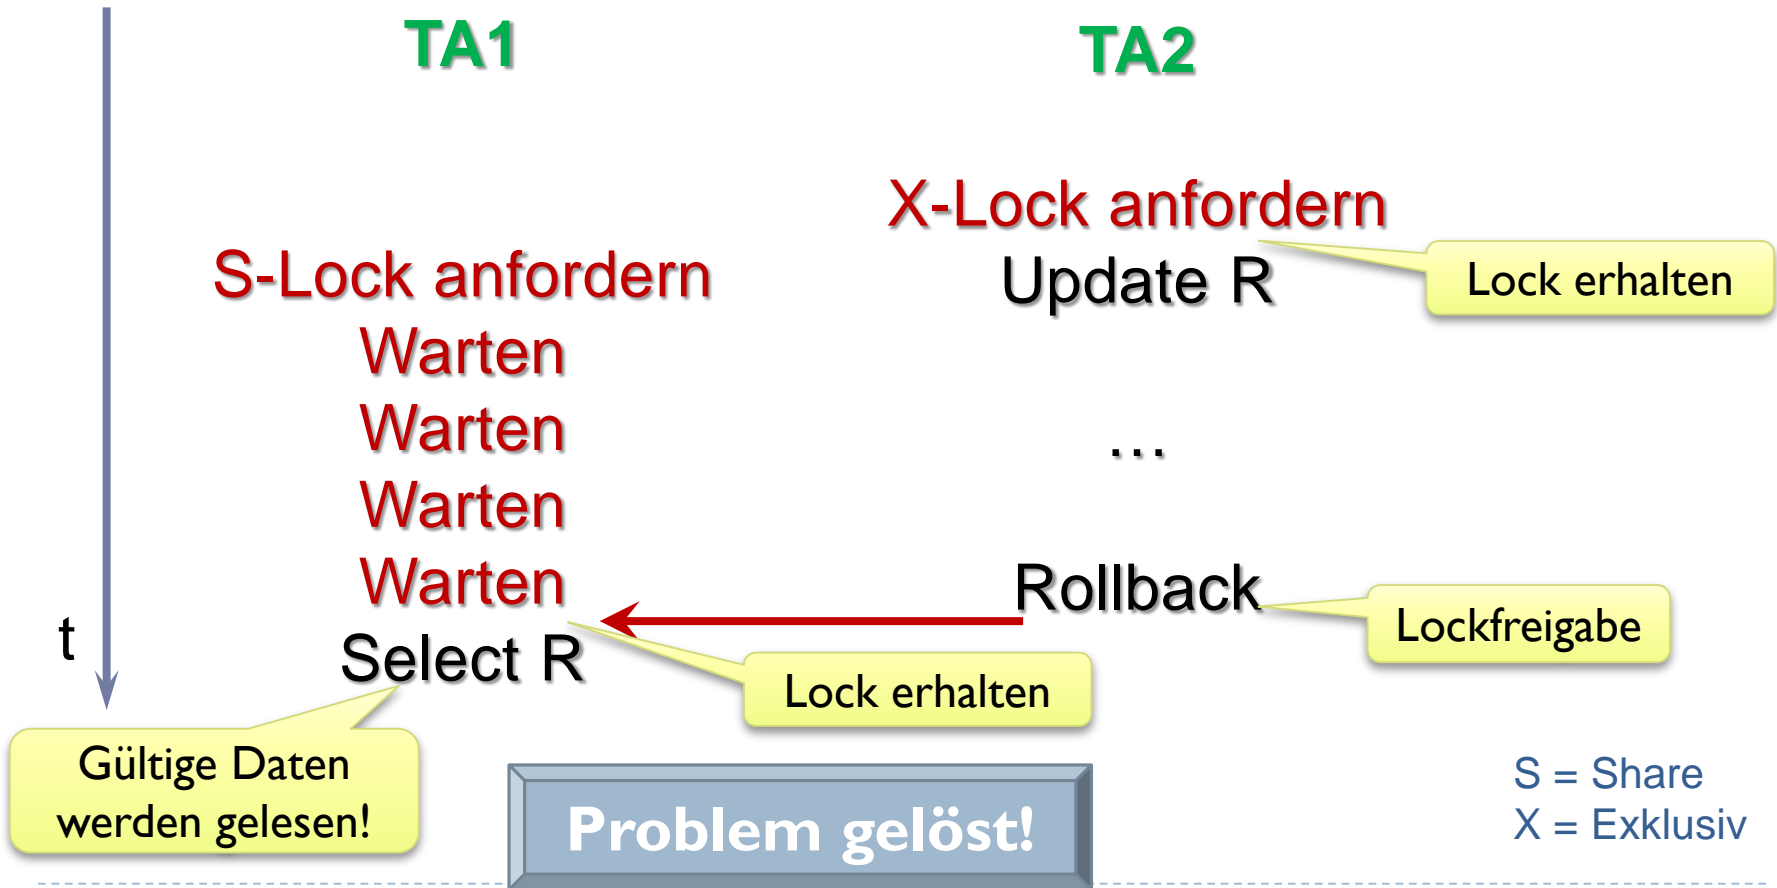 TA1
TA2
X-Lock anfordern
S-Lock anfordern
Update R
Lock erhalten
Warten
Warten
...
Warten
Warten
Rollback
Lockfreigabe
t
Select R
Lock erhalten
Gültige Daten
werden gelesen!
Problem gelöst!
S = Share
X = Exklusiv